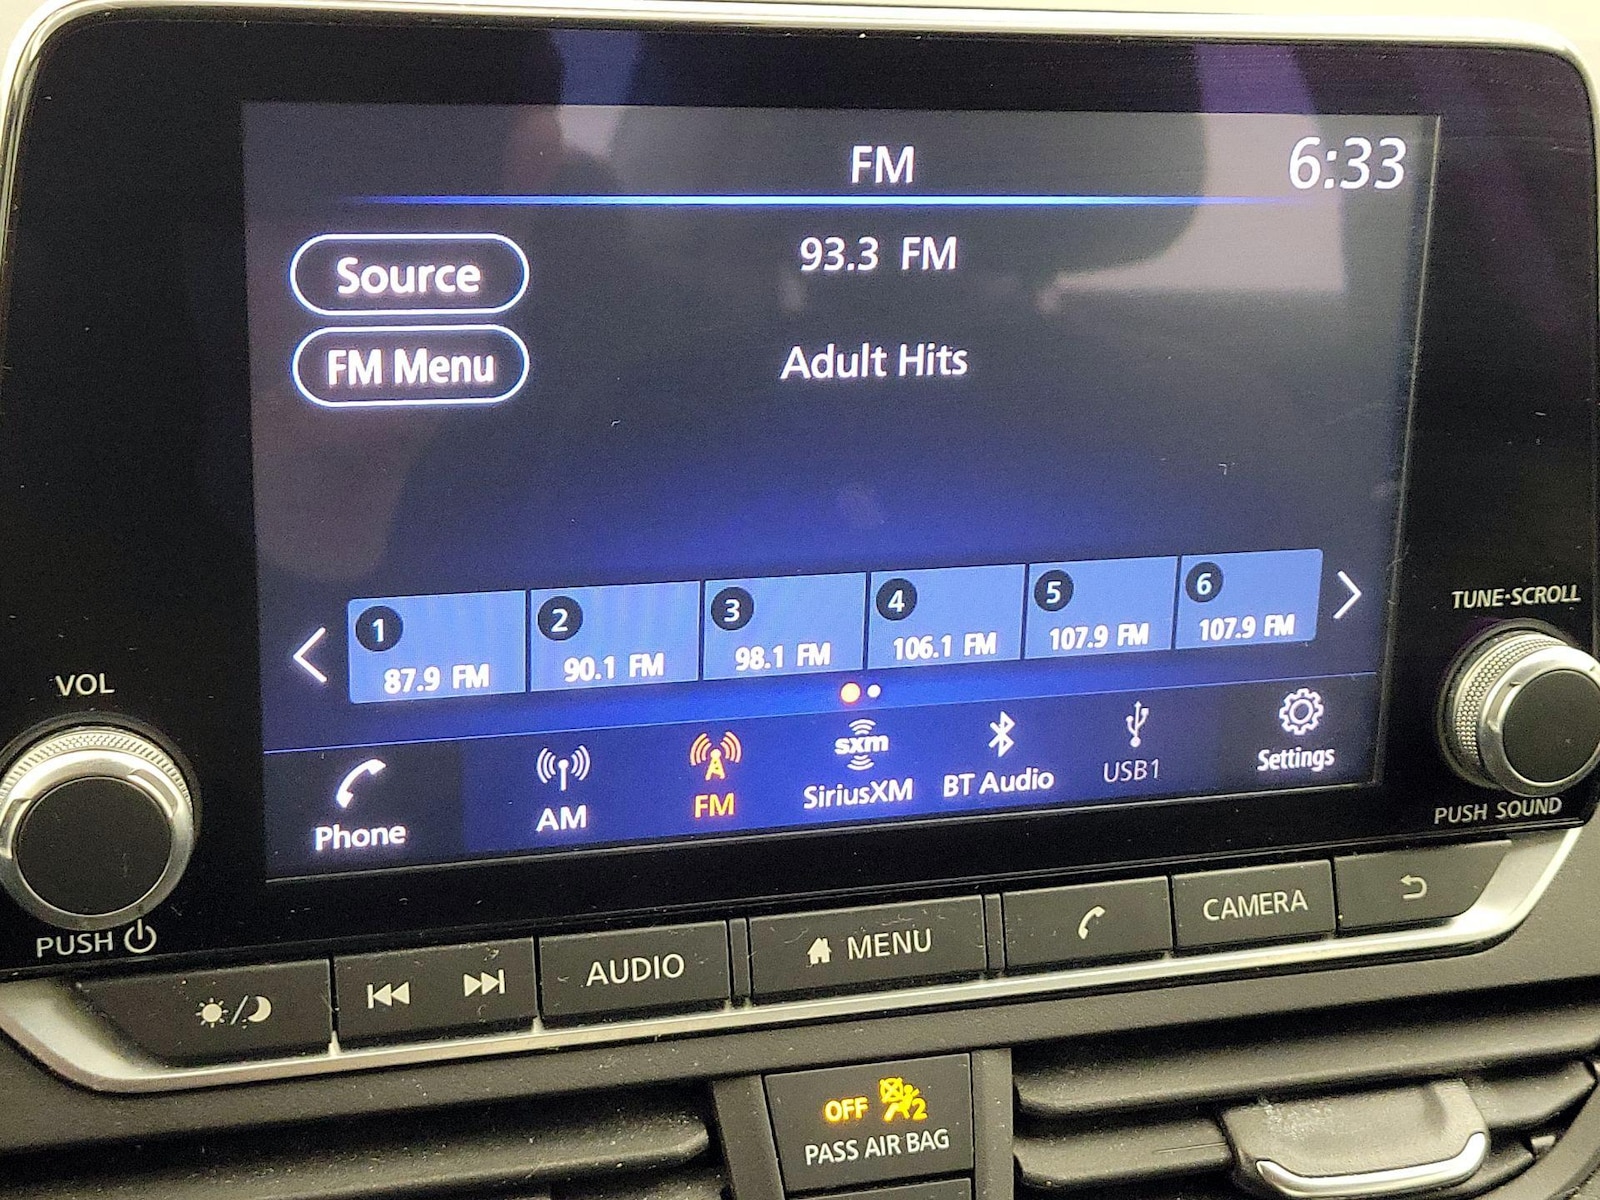 FM
6:33
Source
93.3 FM
FM Menu
Adult Hits
1
87.9 FM
2
90.1 FM
3
98.1 FM
4
106.1 FM
5
107.9 FM
6
107.9 FM
Phone
AM
FM
sxm
SiriusXM
BT Audio
USB1
Settings
VOL
PUSH
TUNE·SCROLL
PUSH SOUND
AUDIO
MENU
CAMERA
OFF
2
PASS AIR BAG